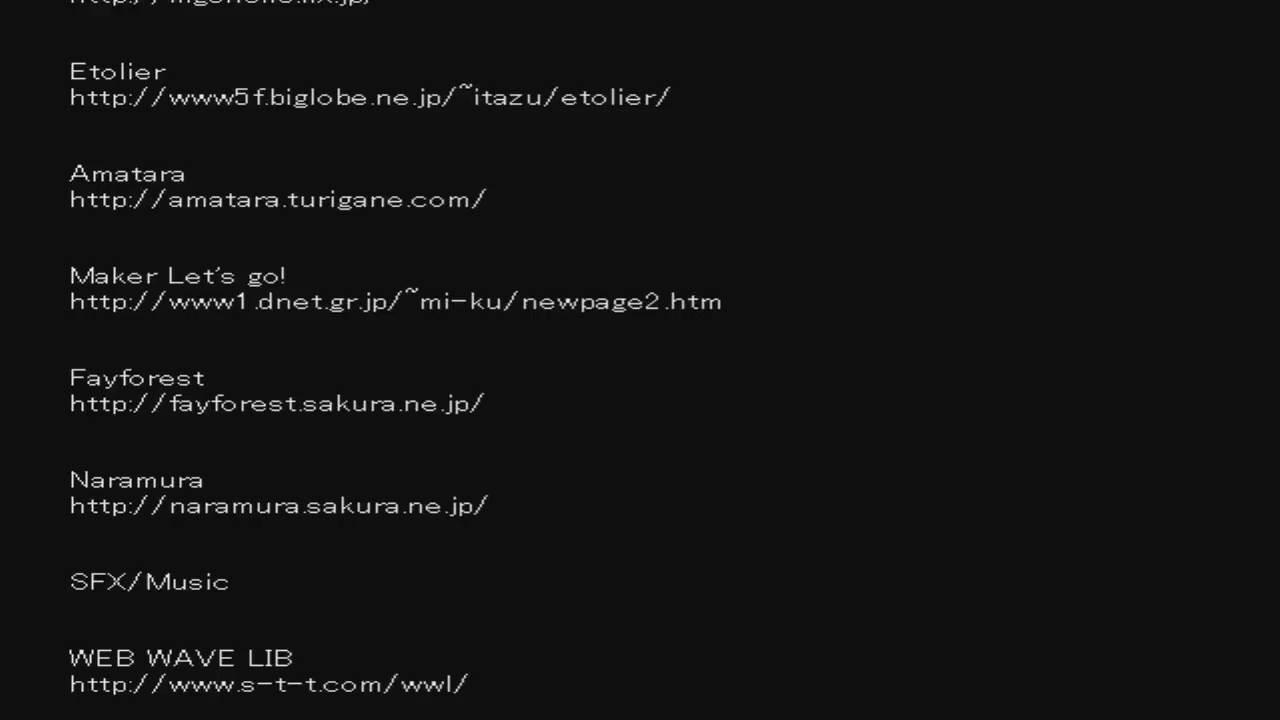 Etolier
http://www5f.biglobe.ne.jp/~itazu/etolier/
Amatara
http://amatara.turigane.com/
Maker Let's go!
http://www1.dnet.gr.jp/~mi-ku/newpage2.htm
Fayforest
http://fayforest.sakura.ne.jp/
Naramura
http://naramura.sakura.ne.jp/
SFX/Music
WEB WAVE LIB
http://www.s-t-t.com/wwl/